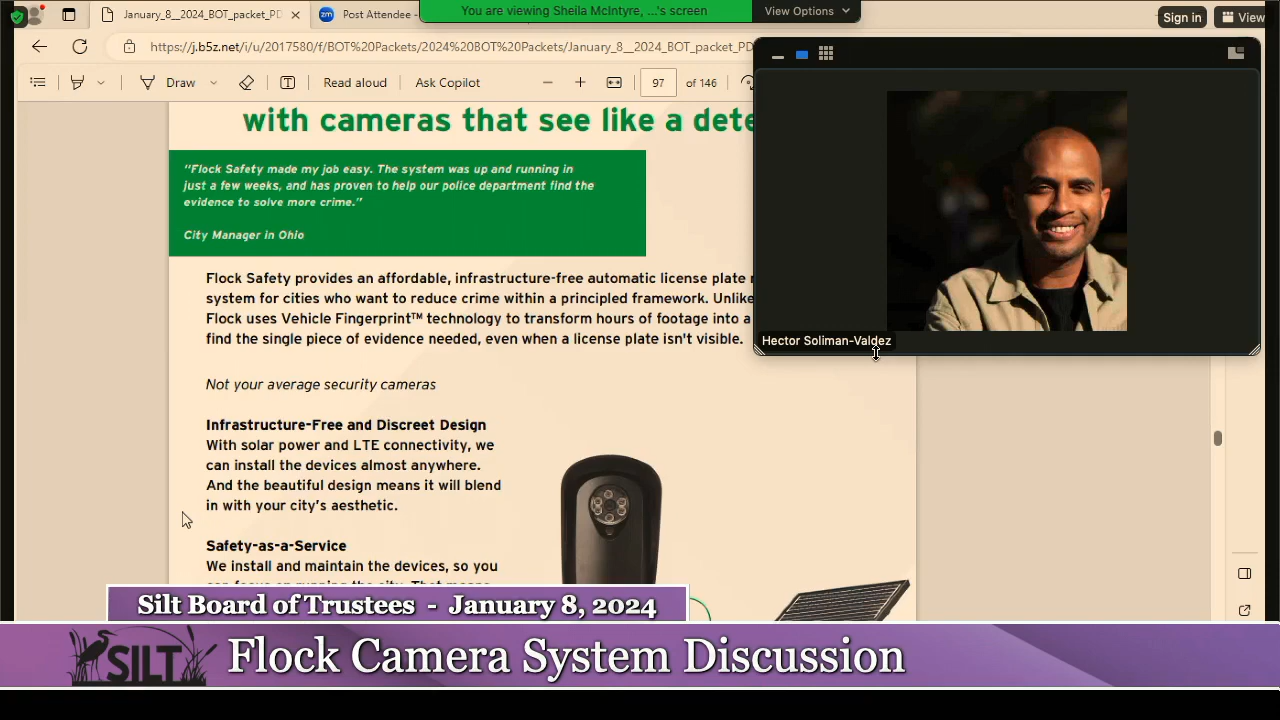 January_8__2024_BOT_packet_PD
Post Attendee -
You are viewing Sheila McIntyre, ...'s screen
View Options
Sign in
View
https://j.b5z.net/i/u/2017580/f/BOT%20Packets/2024%20BOT%20Packets/January_8__2024_BOT_packet_PD
Draw
Read aloud
Ask Copilot
97
of 146
with cameras that see like a dete
"Flock Safety made my job easy. The system was up and running in
just a few weeks, and has proven to help our police department find the
evidence to solve more crime."
City Manager in Ohio
Flock Safety provides an affordable, infrastructure-free automatic license plate
system for cities who want to reduce crime within a principled framework. Unlike
Flock uses Vehicle Fingerprint™ technology to transform hours of footage into a
find the single piece of evidence needed, even when a license plate isn't visible.
Hector Soliman-Valdez
Not your average security cameras
Infrastructure-Free and Discreet Design
With solar power and LTE connectivity, we
can install the devices almost anywhere.
And the beautiful design means it will blend
in with your city's aesthetic.
Safety-as-a-Service
We install and maintain the devices, so you
Silt Board of Trustees - January 8, 2024
SILT
Flock Camera System Discussion